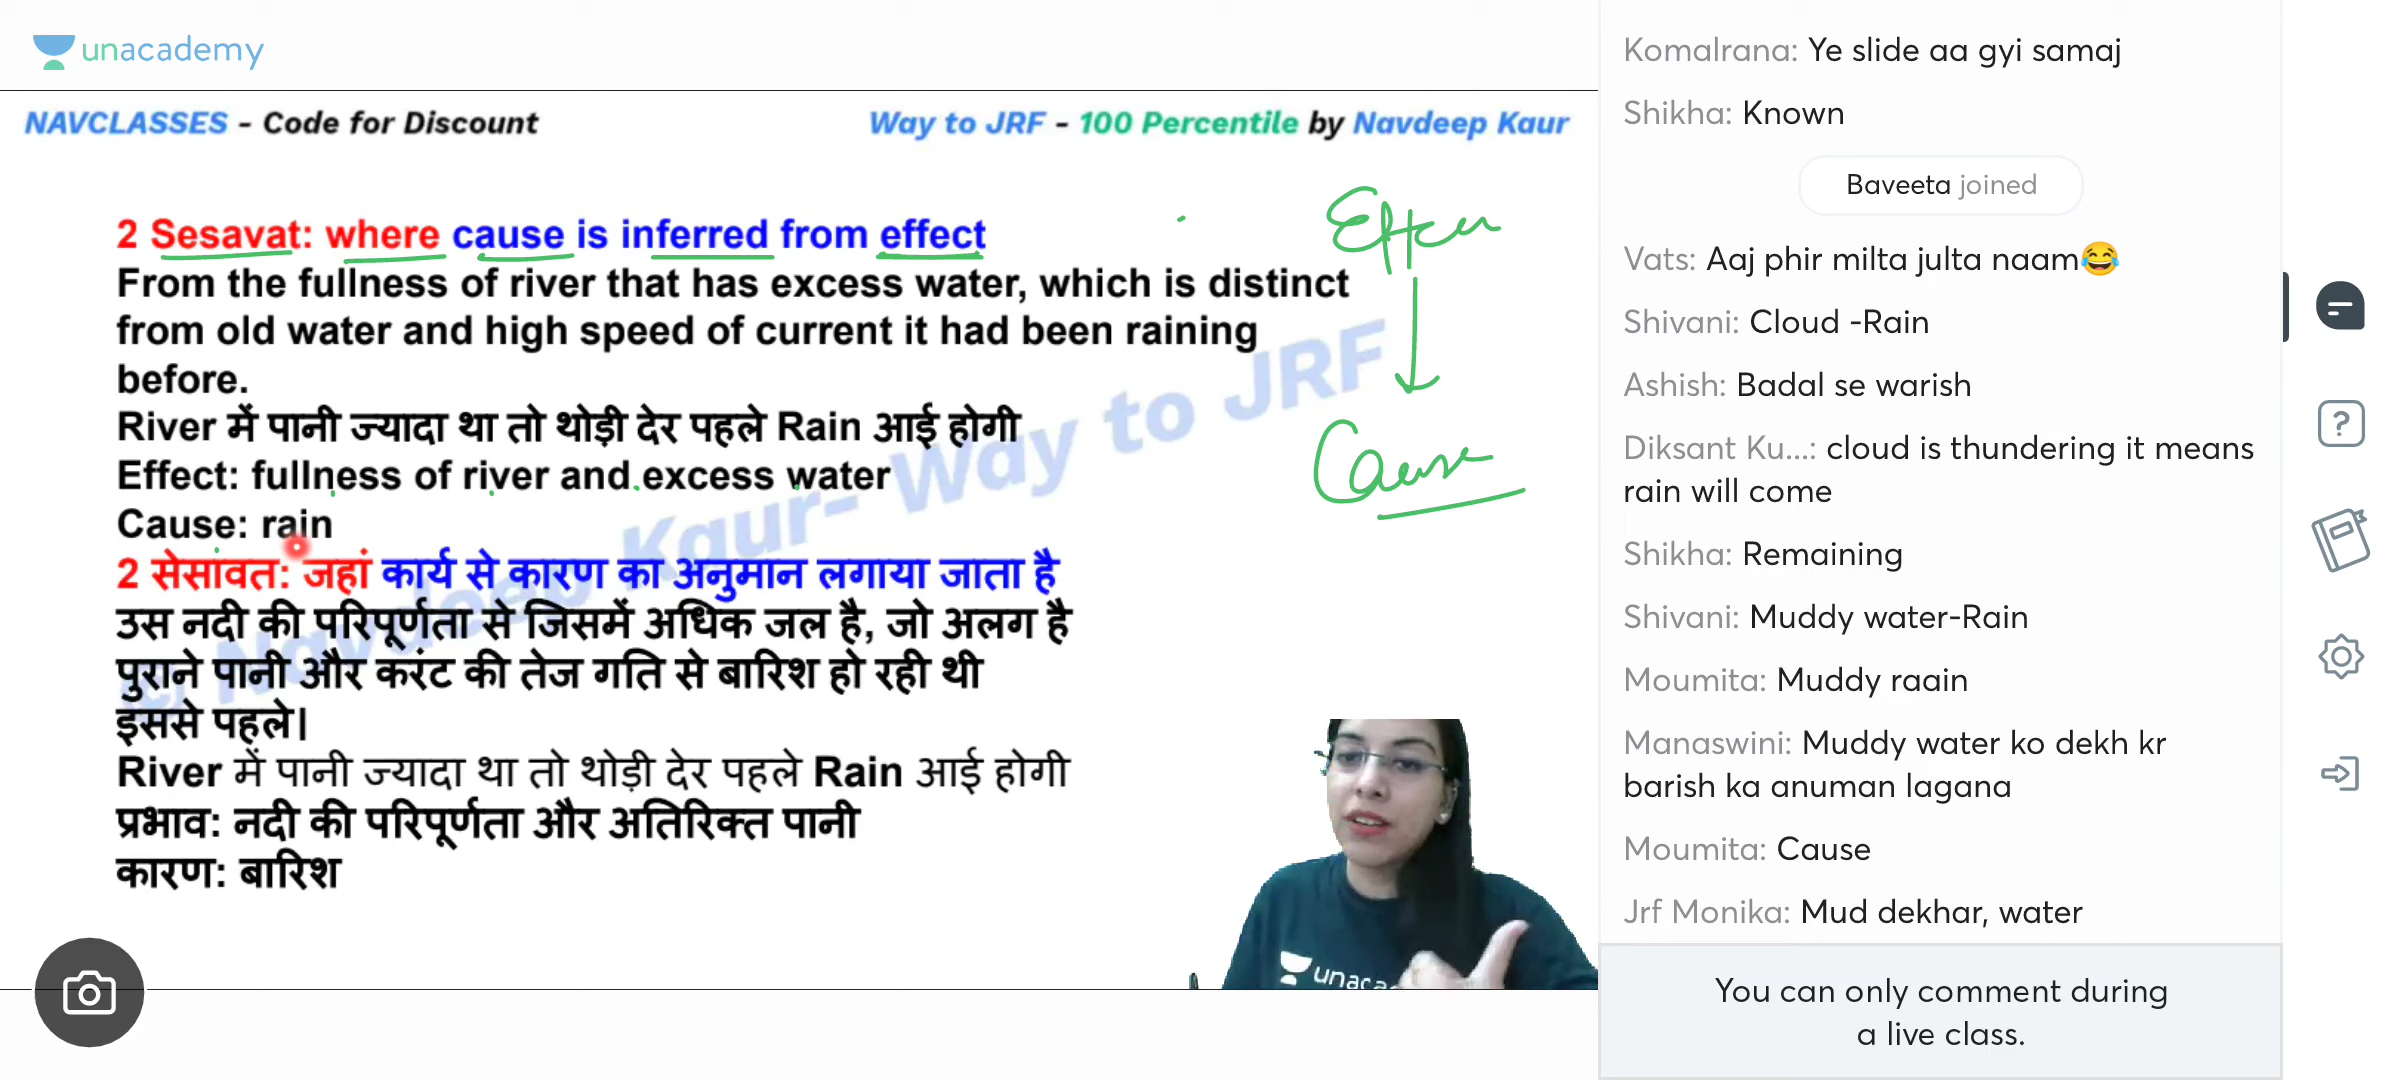 unacademy
NAVCLASSES - Code for Discount
Way to JRF - 100 Percentile by Navdeep Kaur
2 Sesavat: where cause is inferred from effect
From the fullness of river that has excess water, which is distinct
from old water and high speed of current it had been raining
before.
River में पानी ज्यादा था तो थोड़ी देर पहले Rain आई होगी
Effect: fullness of river and excess water
Cause: rain
2 सेसांवत: जहां कार्य से कारण का अनुमान लगाया जाता है
उस नदी की परिपूर्णता से जिसमें अधिक जल है, जो अलग है
पुराने पानी और करंट की तेज गति से बारिश हो रही थी
इससे पहले।
River में पानी ज्यादा था तो थोड़ी देर पहले Rain आई होगी
प्रभाव: नदी की परिपूर्णता और अतिरिक्त पानी
कारण: बारिश
Cause
© Navdeep Kaur- Way to JRF
Komalrana: Ye slide aa gyi samaj
Shikha: Known
Baveeta joined
Vats: Aaj phir milta julta naam😂
Shivani: Cloud -Rain
Ashish: Badal se warish
Diksant Ku...: cloud is thundering it means
rain will come
Shikha: Remaining
Shivani: Muddy water-Rain
Moumita: Muddy raain
Manaswini: Muddy water ko dekh kr
barish ka anuman lagana
Moumita: Cause
Jrf Monika: Mud dekhar, water
You can only comment during
a live class.